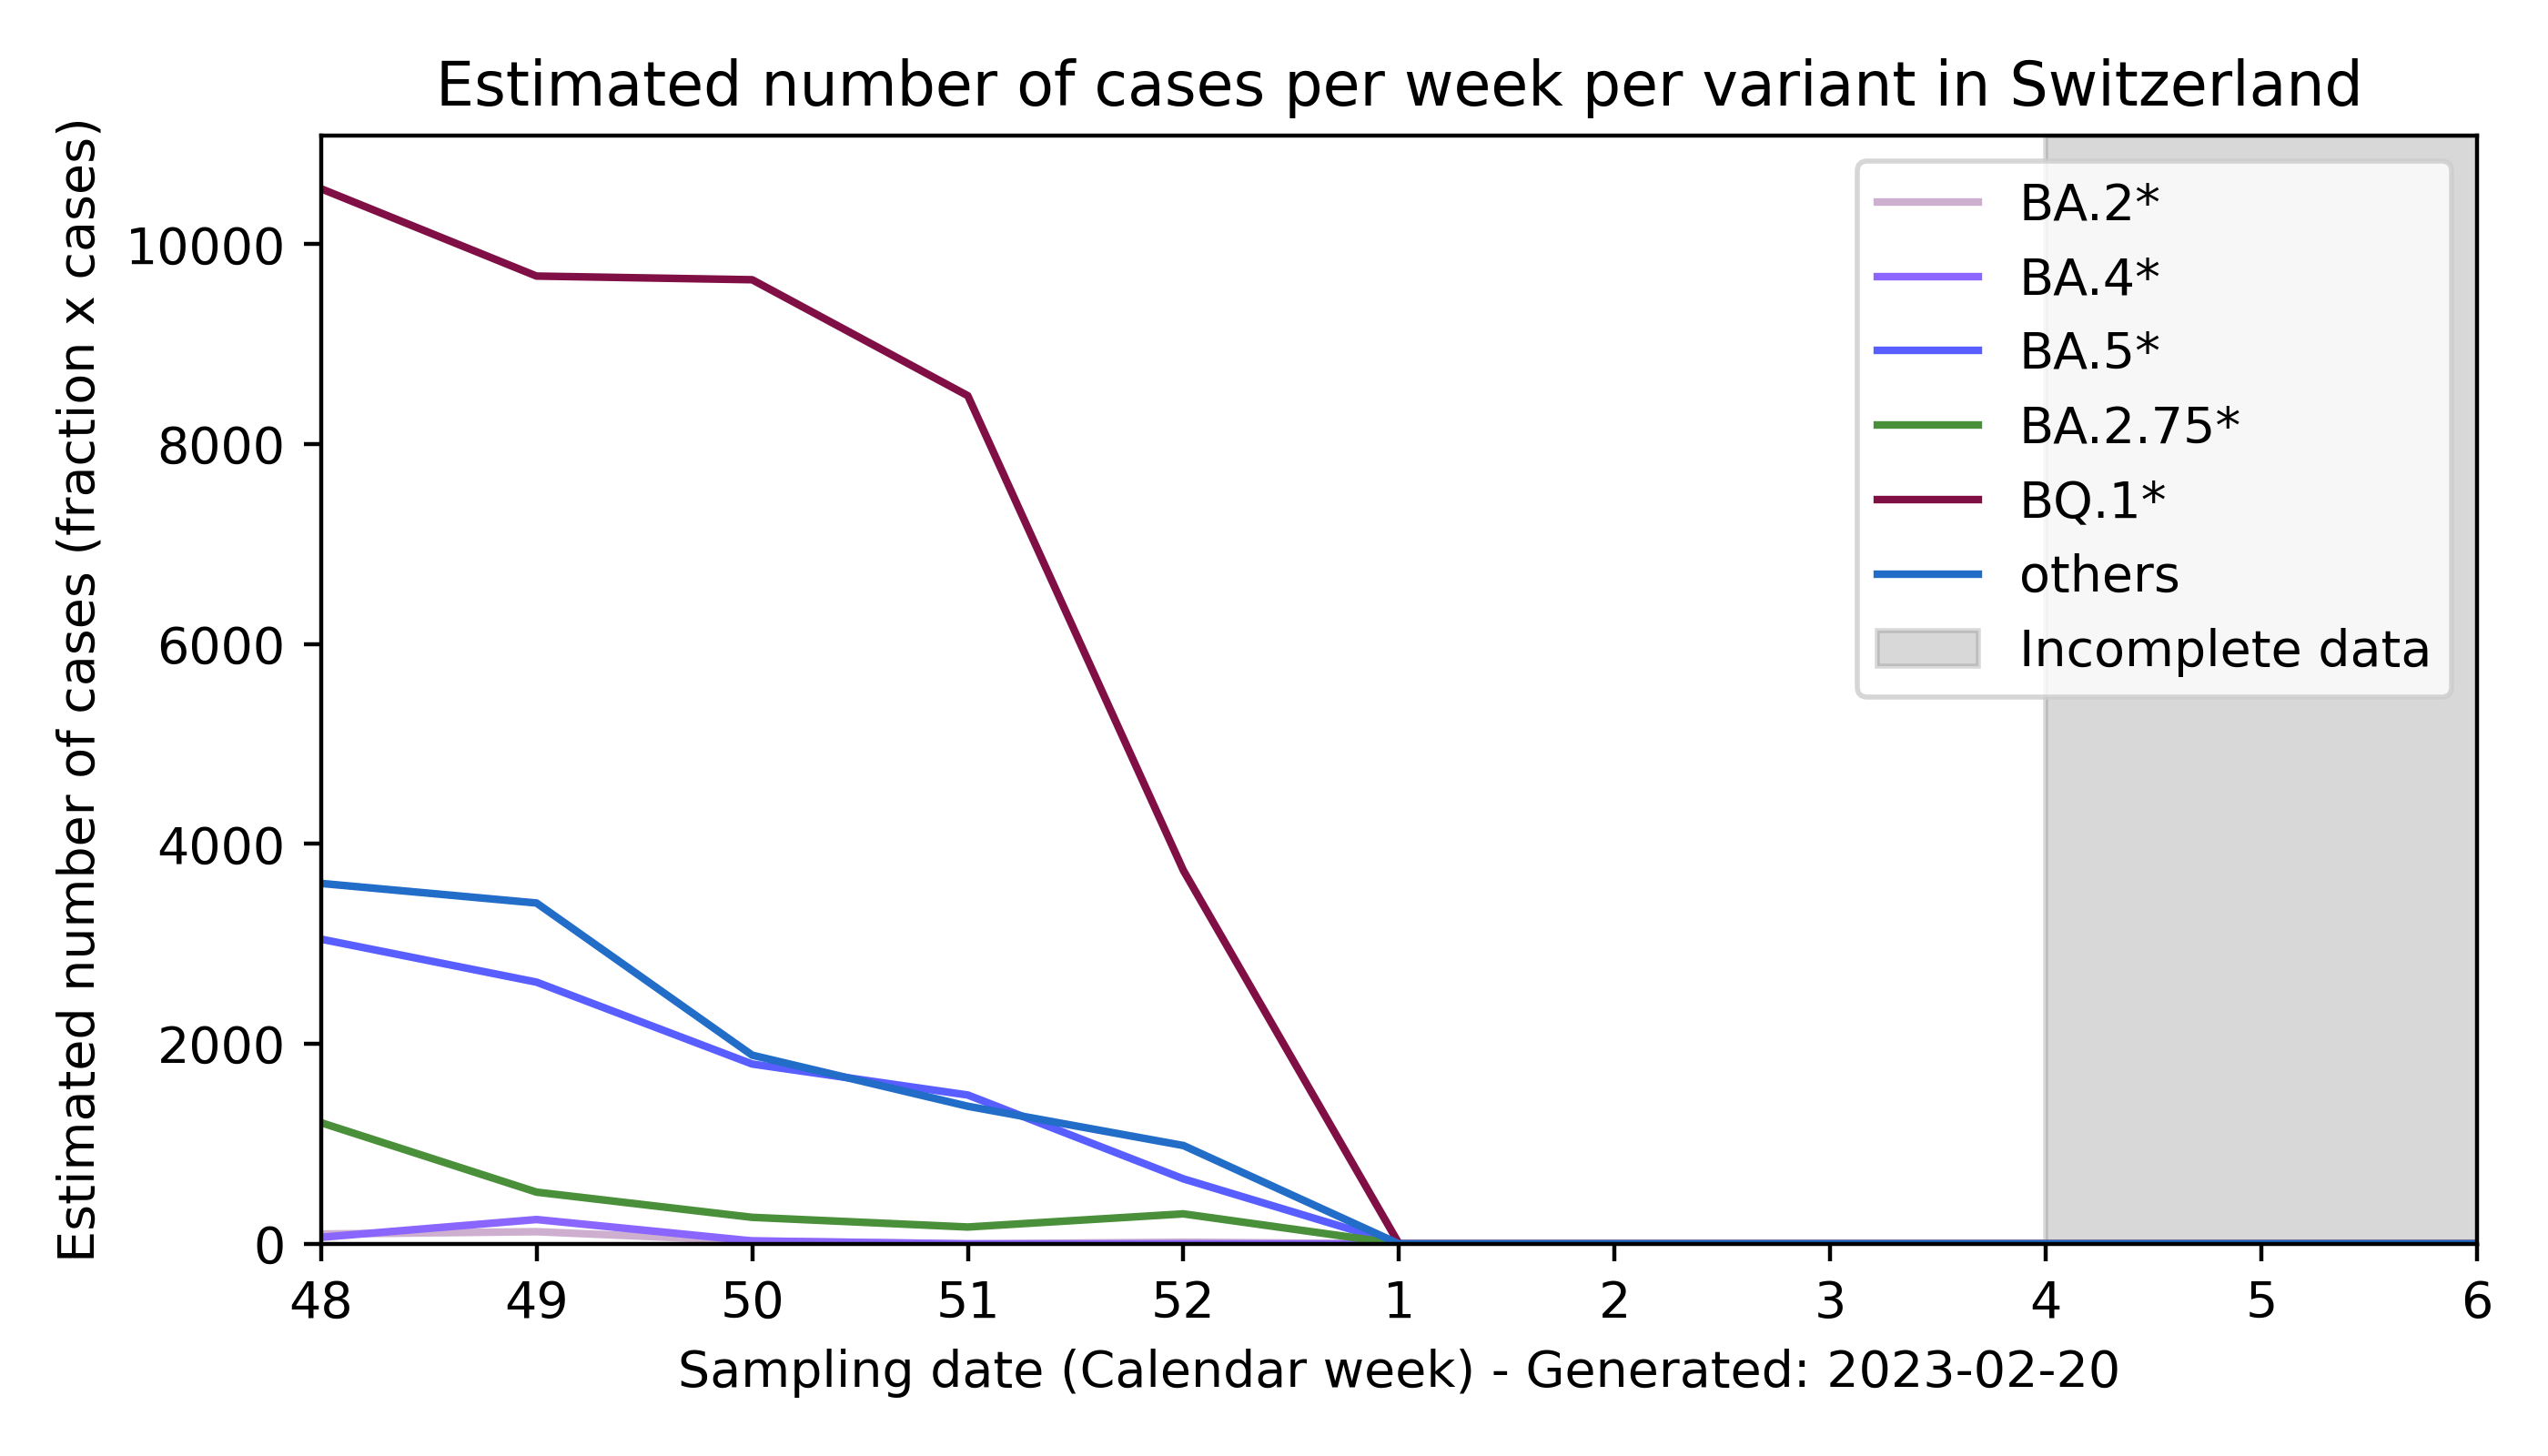 Estimated number of cases per week per variant in Switzerland
Estimated number of cases (fraction x cases)
10000
8000
6000
4000
2000
0
BA.2*
BA.4*
BA.5*
BA.2.75*
BQ.1*
others
Incomplete data
48 49 50 51 52 1 2 3 4 5 6
Sampling date (Calendar week) - Generated: 2023-02-20